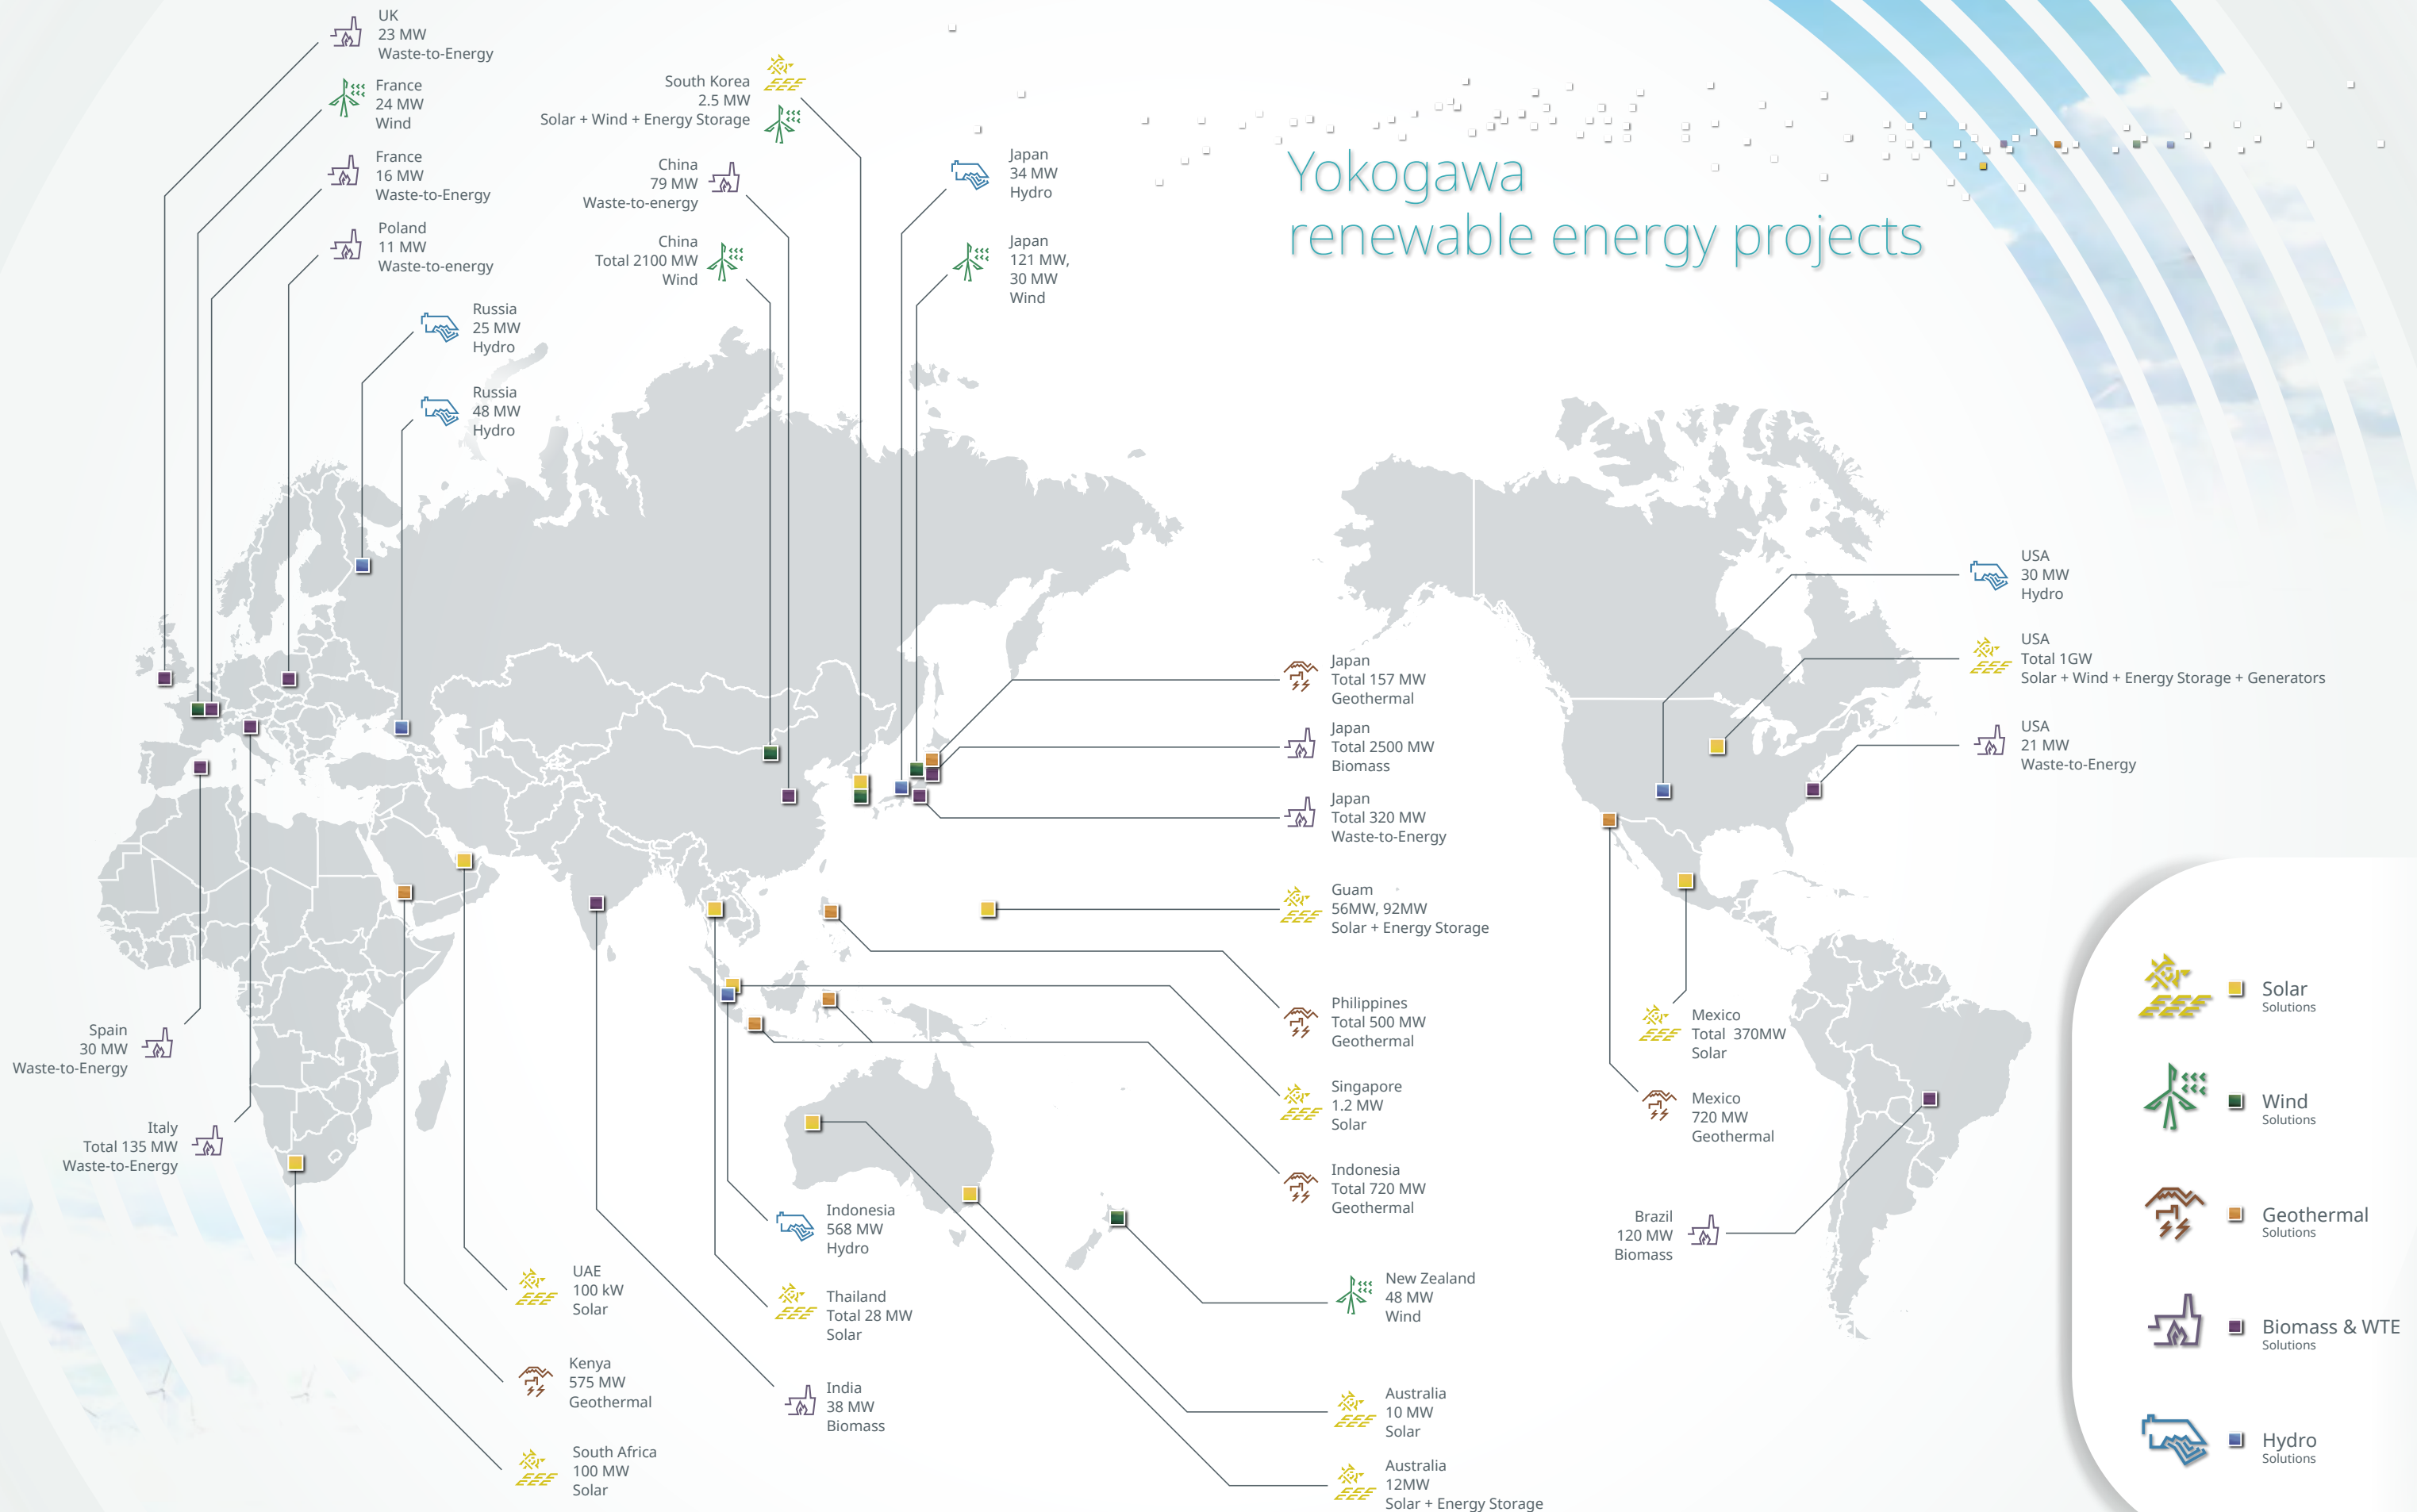 UK
23 MW
Waste-to-Energy
France
24 MW
Wind
France
16 MW
Waste-to-Energy
Poland
11 MW
Waste-to-energy
Russia
25 MW
Hydro
Russia
48 MW
Hydro
South Korea
2.5 MW
Solar + Wind + Energy Storage
China
79 MW
Waste-to-energy
China
Total 2100 MW
Wind
Japan
34 MW
Hydro
Japan
121 MW,
30 MW
Wind
Yokogawa
renewable energy projects
Japan
Total 157 MW
Geothermal
Japan
Total 2500 MW
Biomass
Japan
Total 320 MW
Waste-to-Energy
Guam
56MW, 92MW
Solar + Energy Storage
Philippines
Total 500 MW
Geothermal
Singapore
1.2 MW
Solar
Indonesia
Total 720 MW
Geothermal
USA
30 MW
Hydro
USA
Total 1GW
Solar + Wind + Energy Storage + Generators
USA
21 MW
Waste-to-Energy
Mexico
Total 370MW
Solar
Mexico
720 MW
Geothermal
Brazil
120 MW
Biomass
Spain
30 MW
Waste-to-Energy
Italy
Total 135 MW
Waste-to-Energy
UAE
100 kW
Solar
Kenya
575 MW
Geothermal
South Africa
100 MW
Solar
Indonesia
568 MW
Hydro
Thailand
Total 28 MW
Solar
India
38 MW
Biomass
New Zealand
48 MW
Wind
Australia
10 MW
Solar
Australia
12MW
Solar + Energy Storage
Solar
Solutions
Wind
Solutions
Geothermal
Solutions
Biomass & WTE
Solutions
Hydro
Solutions